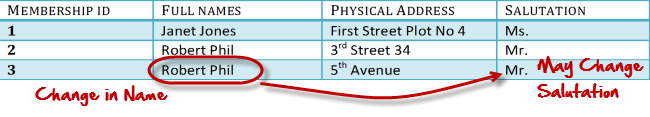 MEMBERSHIP ID FULL NAMES PHYSICAL ADDRESS SALUTATION
1 Janet Jones First Street Plot No 4 Ms.
2 Robert Phil 3rd Street 34 Mr.
3 Robert Phil 5th Avenue Mr. May Change
Change in Name Salutation